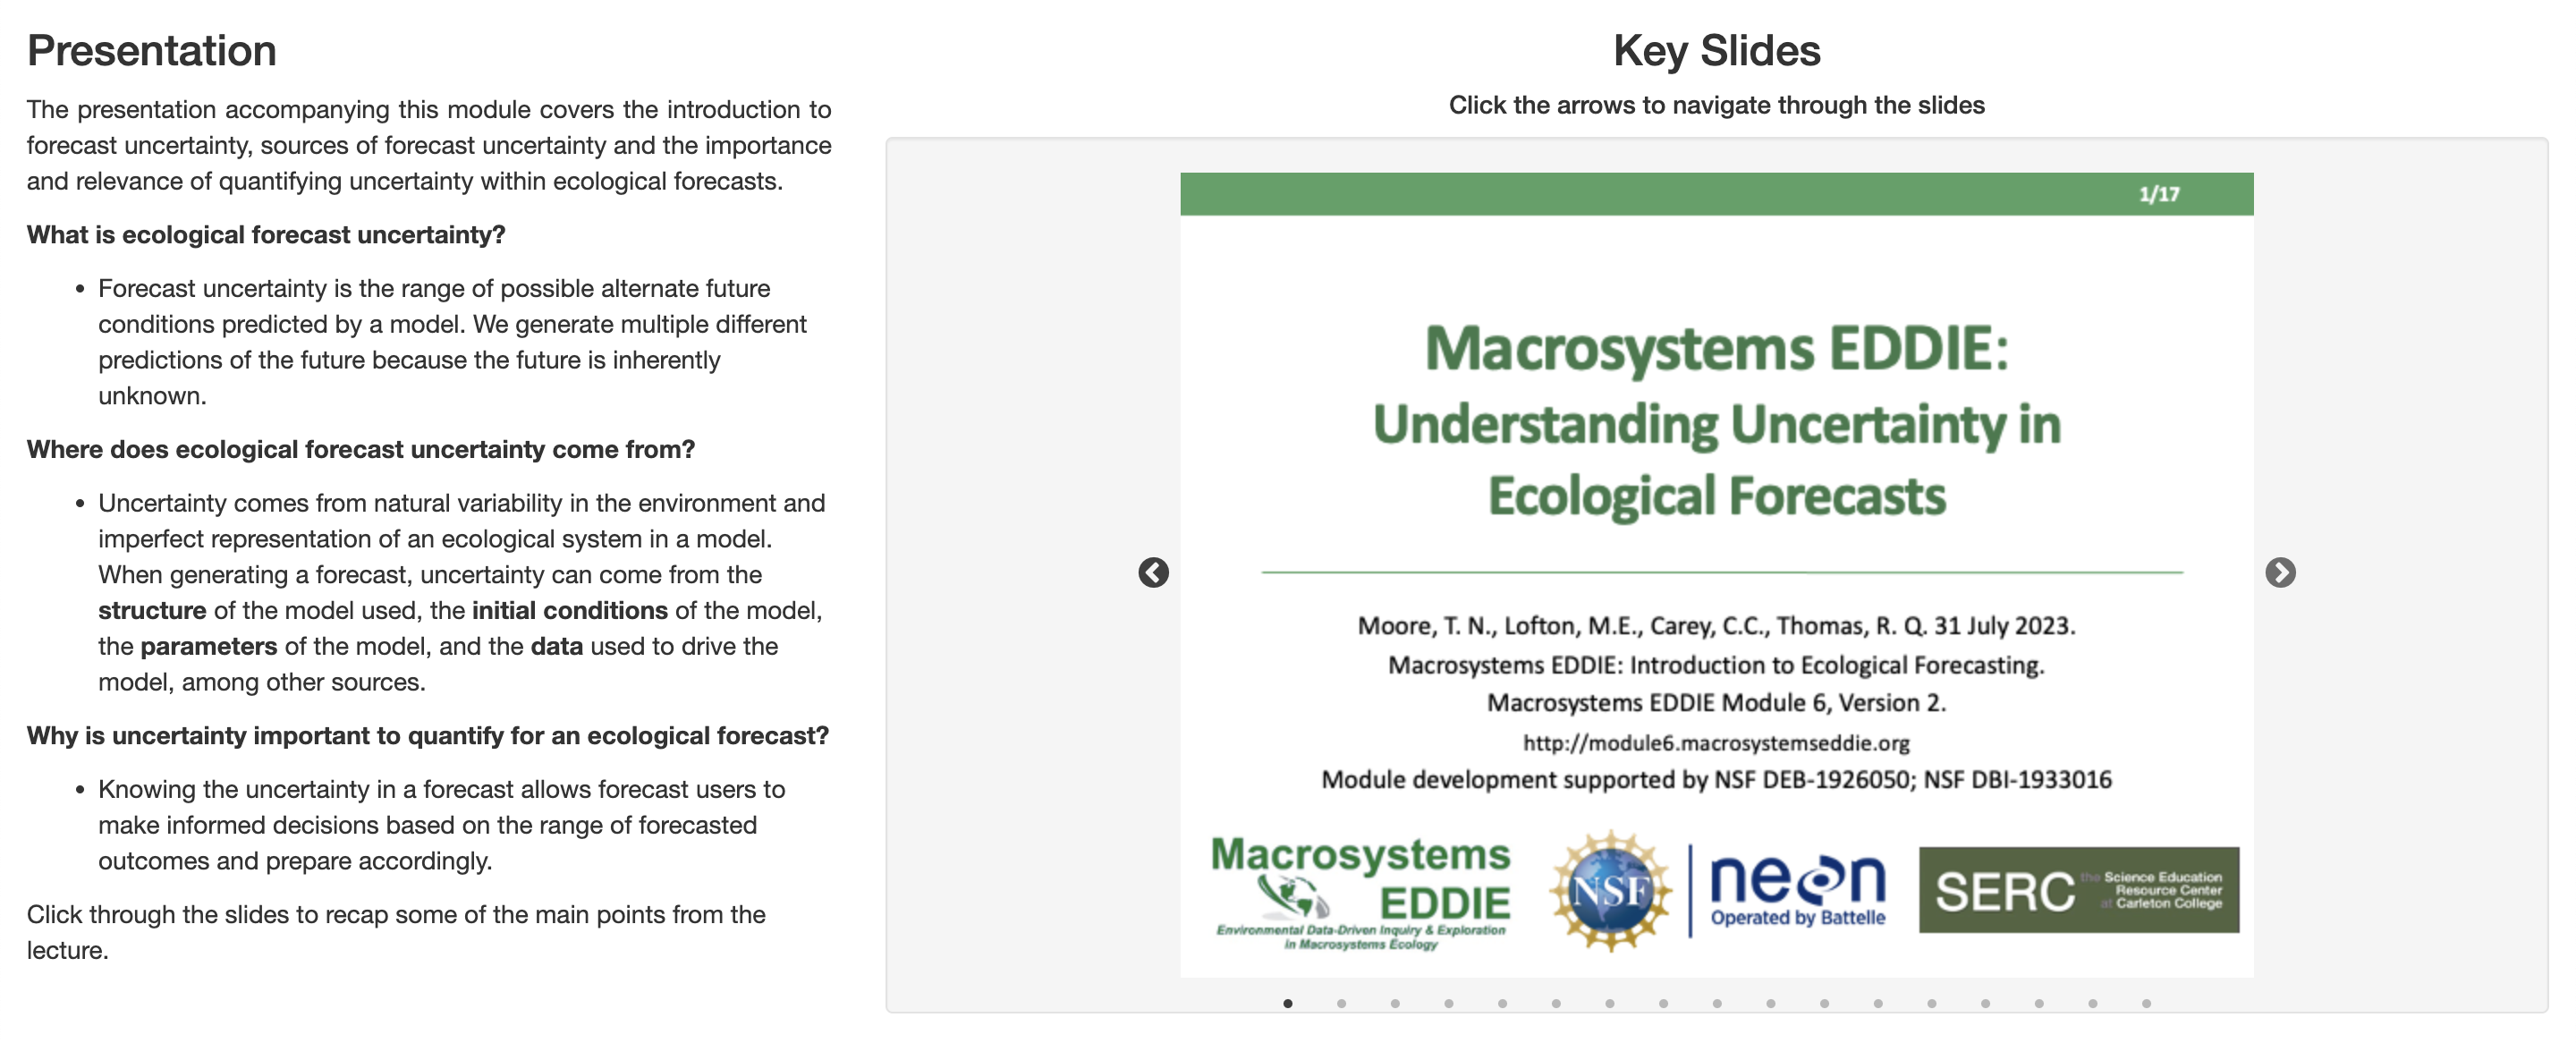 Presentation
The presentation accompanying this module covers the introduction to
forecast uncertainty, sources of forecast uncertainty and the importance
and relevance of quantifying uncertainty within ecological forecasts.
What is ecological forecast uncertainty?
• Forecast uncertainty is the range of possible alternate future
conditions predicted by a model. We generate multiple different
predictions of the future because the future is inherently
unknown.
Where does ecological forecast uncertainty come from?
• Uncertainty comes from natural variability in the environment and
imperfect representation of an ecological system in a model.
When generating a forecast, uncertainty can come from the
structure of the model used, the initial conditions of the model,
the parameters of the model, and the data used to drive the
model, among other sources.
Why is uncertainty important to quantify for an ecological forecast?
• Knowing the uncertainty in a forecast allows forecast users to
make informed decisions based on the range of forecasted
outcomes and prepare accordingly.
Click through the slides to recap some of the main points from the
lecture.
Key Slides
Click the arrows to navigate through the slides
1/17
Macrosystems EDDIE:
Understanding Uncertainty in
Ecological Forecasts
Moore, T. N., Lofton, M.E., Carey, C.C., Thomas, R. Q. 31 July 2023.
Macrosystems EDDIE: Introduction to Ecological Forecasting.
Macrosystems EDDIE Module 6, Version 2.
http://module6.macrosystemseddie.org
Module development supported by NSF DEB-1926050; NSF DBI-1933016
Macrosystems
EDDIE
Environmental Data-Driven Inquiry & Exploration
in Macrosystems Ecology
NSF
neon
Operated by Battelle
SERC
the Science Education
Resource Center
at Carleton College